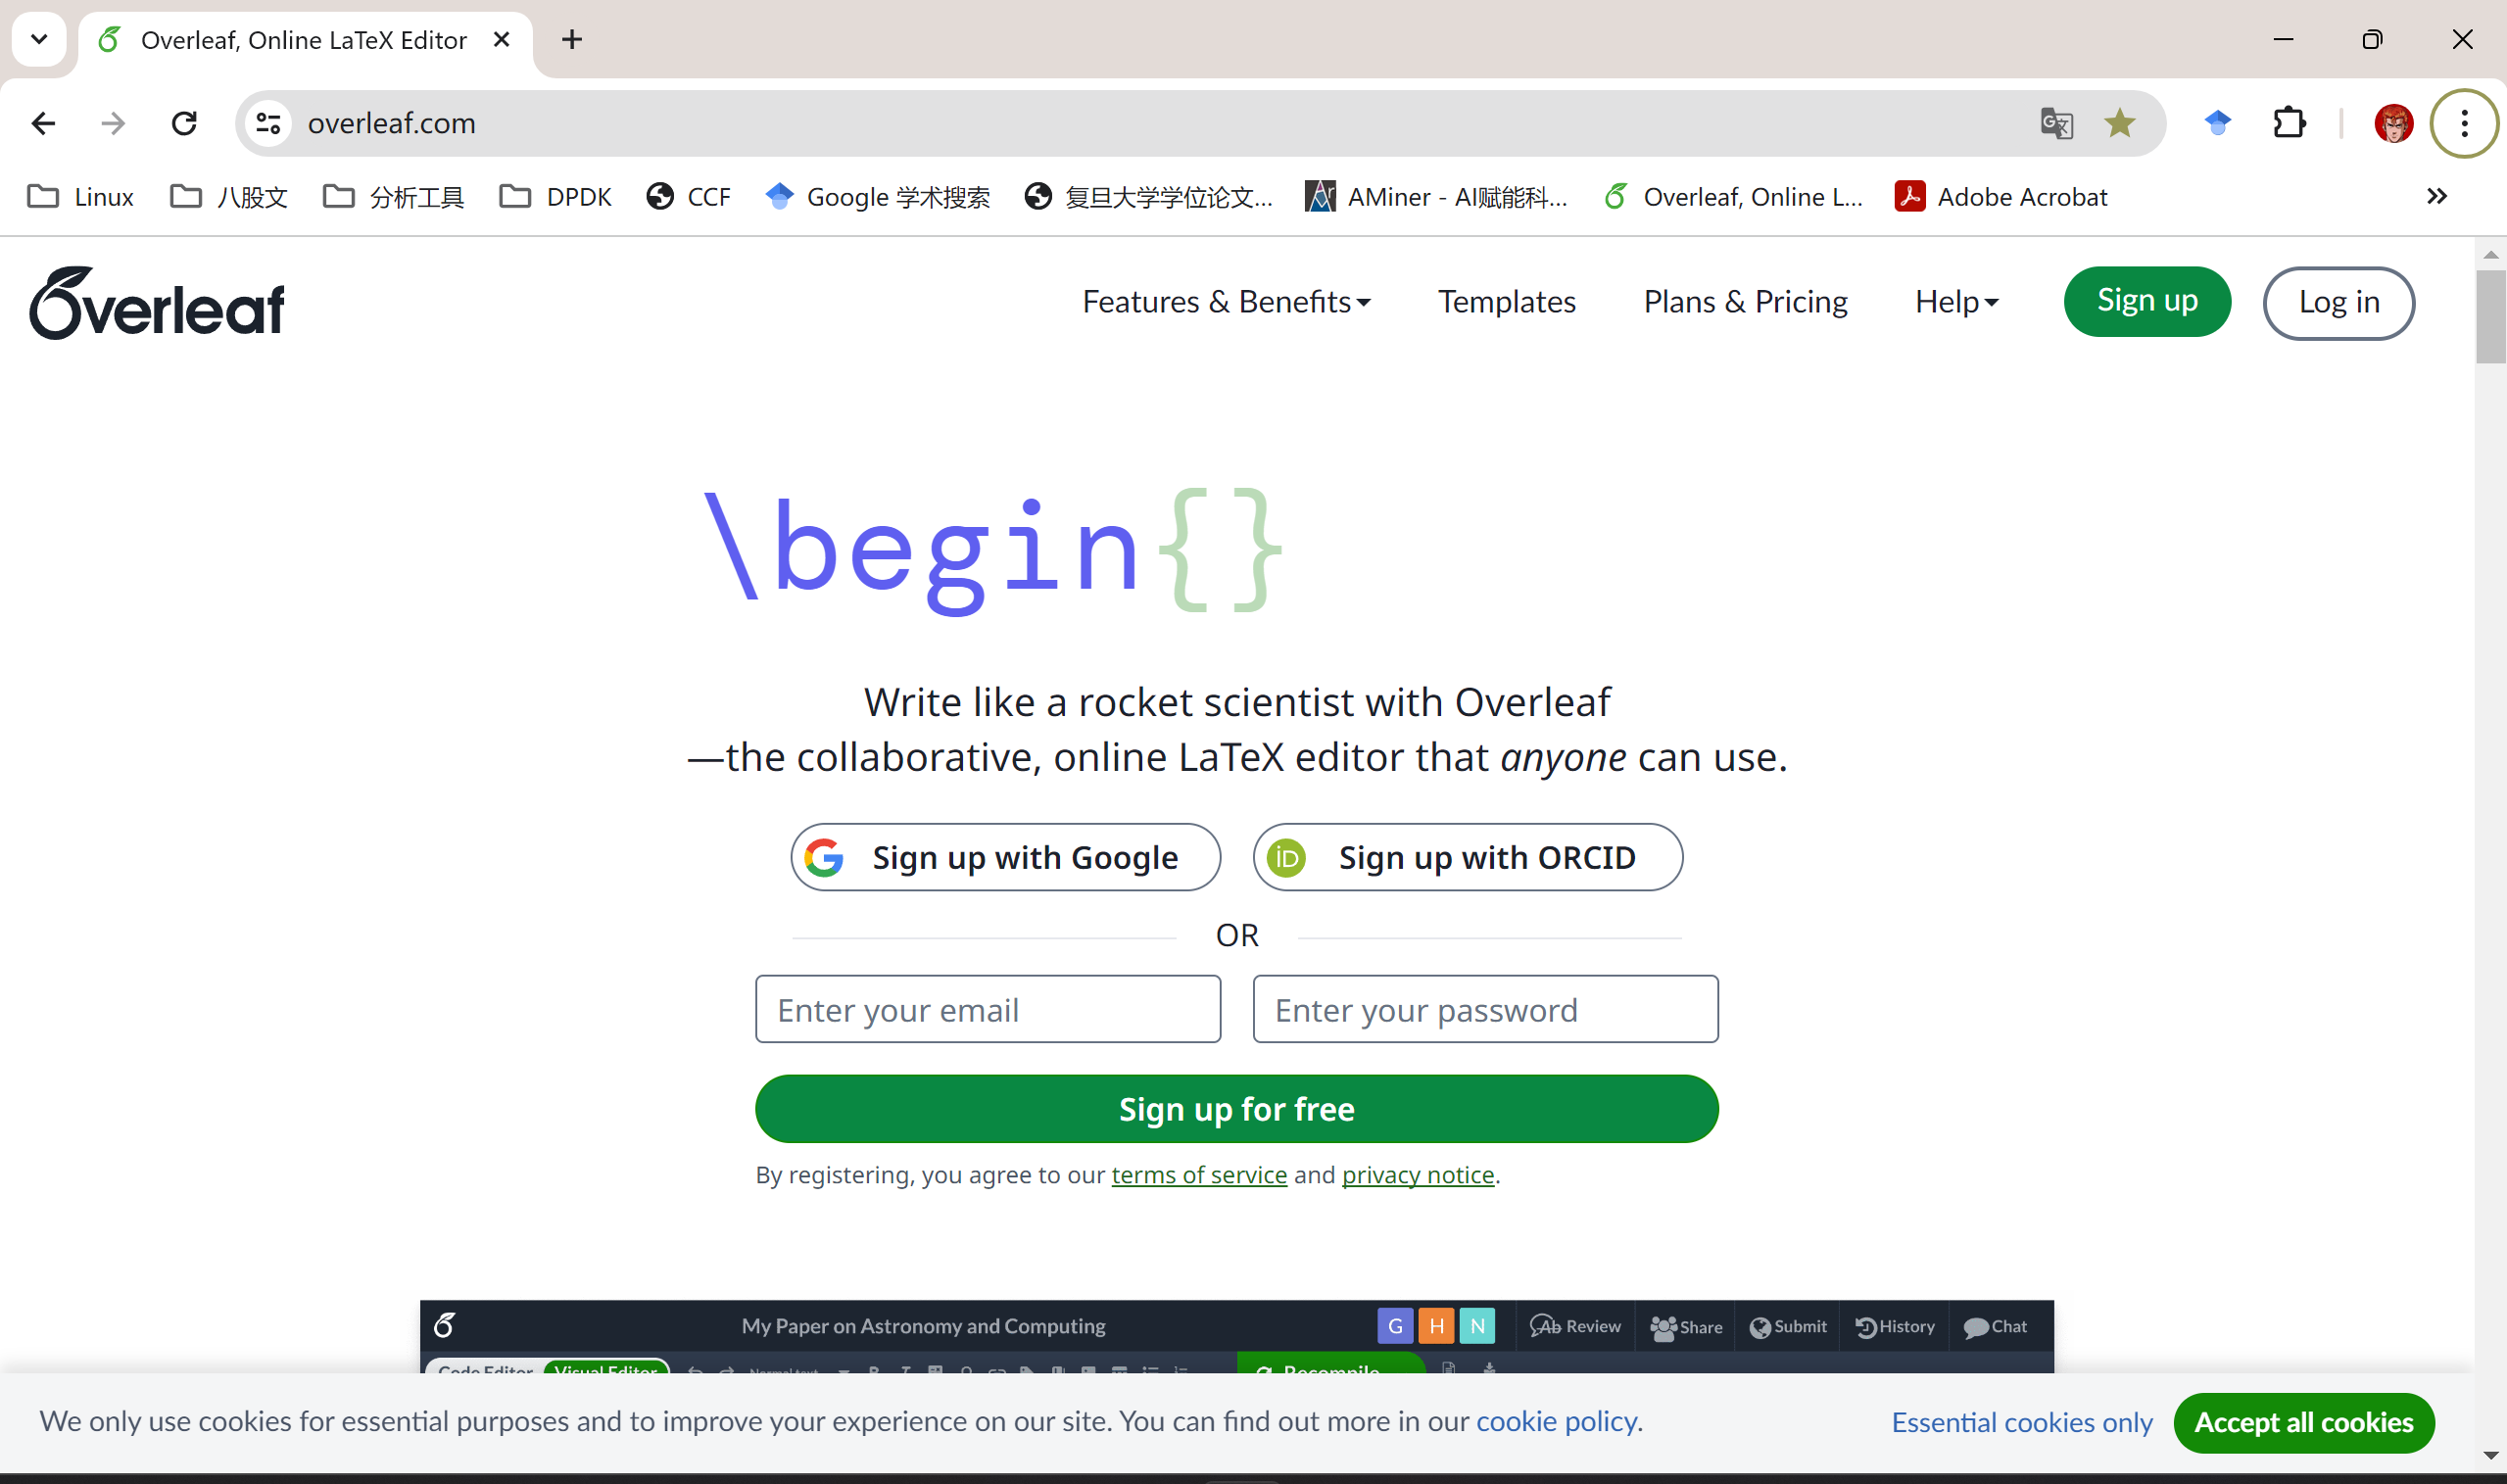 Overleaf, Online LaTeX Editor
overleaf.com
Linux 八股文 分析工具 DPDK CCF Google 学术搜索 复旦大学学位论文... AMiner - AI赋能科... Overleaf, Online L... Adobe Acrobat
Overleaf Features & Benefits Templates Plans & Pricing Help Sign up Log in
\begin{}
Write like a rocket scientist with Overleaf
—the collaborative, online LaTeX editor that anyone can use.
Sign up with Google Sign up with ORCID
OR
Enter your email Enter your password
Sign up for free
By registering, you agree to our terms of service and privacy notice.
My Paper on Astronomy and Computing G H N Review Share Submit History Chat
Code Editor Visual Editor Normal text Recompile
We only use cookies for essential purposes and to improve your experience on our site. You can find out more in our cookie policy. Essential cookies only Accept all cookies